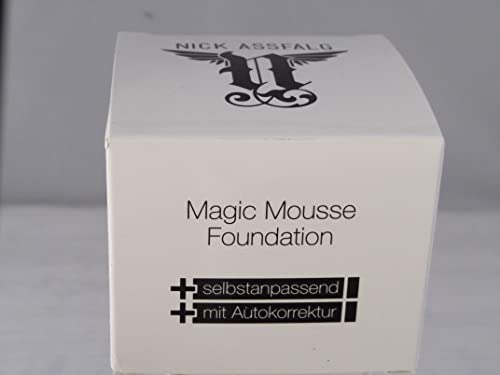 NICK ASSFALG
n
Magic Mousse
Foundation
+ selbstanpassend
+ mit Autokorrektur